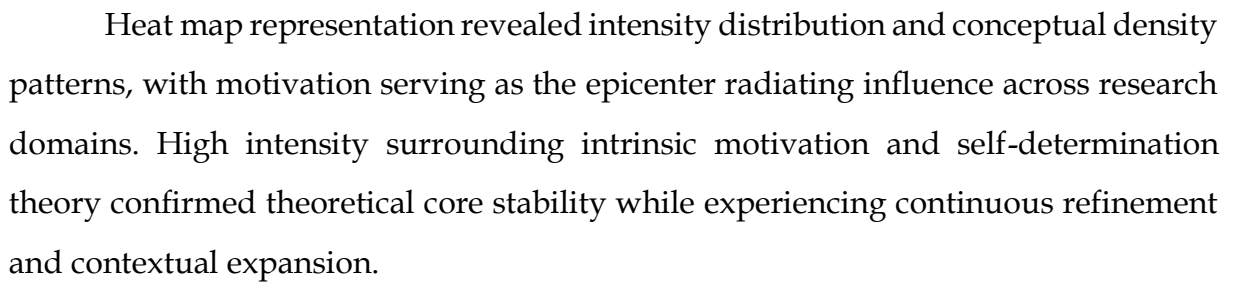 Heat map representation revealed intensity distribution and conceptual density
patterns, with motivation serving as the epicenter radiating influence across research
domains. High intensity surrounding intrinsic motivation and self-determination
theory confirmed theoretical core stability while experiencing continuous refinement
and contextual expansion.